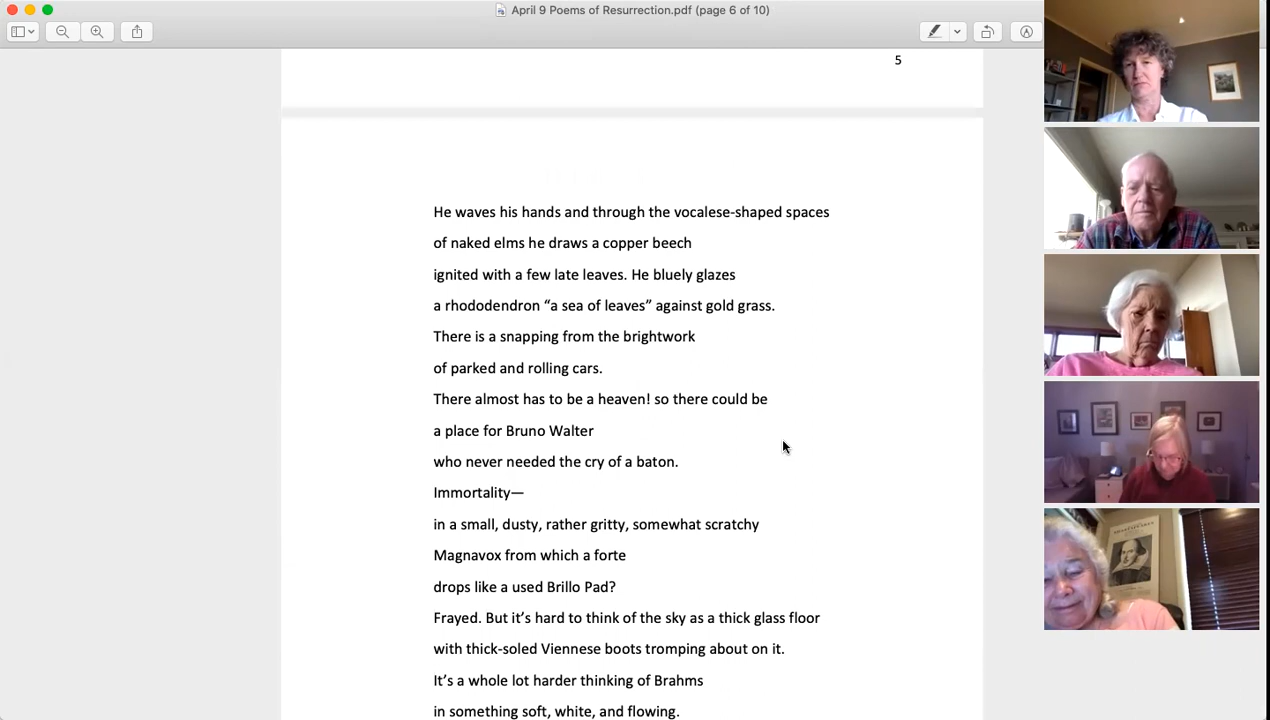 April 9 Poems of Resurrection.pdf (page 6 of 10)
5
He waves his hands and through the vocalese-shaped spaces
of naked elms he draws a copper beech
ignited with a few late leaves. He bluely glazes
a rhododendron “a sea of leaves” against gold grass.
There is a snapping from the brightwork
of parked and rolling cars.
There almost has to be a heaven! so there could be
a place for Bruno Walter
who never needed the cry of a baton.
Immortality—
in a small, dusty, rather gritty, somewhat scratchy
Magnavox from which a forte
drops like a used Brillo Pad?
Frayed. But it’s hard to think of the sky as a thick glass floor
with thick-soled Viennese boots tromping about on it.
It’s a whole lot harder thinking of Brahms
in something soft, white, and flowing.